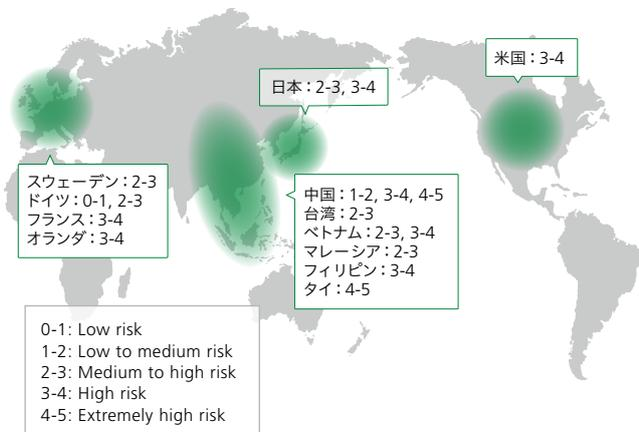 米国：3-4
日本：2-3, 3-4
スウェーデン：2-3
ドイツ：0-1, 2-3
フランス：3-4
オランダ：3-4
中国：1-2, 3-4, 4-5
台湾：2-3
ベトナム：2-3, 3-4
マレーシア：2-3
フィリピン：3-4
タイ：4-5
0-1: Low risk
1-2: Low to medium risk
2-3: Medium to high risk
3-4: High risk
4-5: Extremely high risk